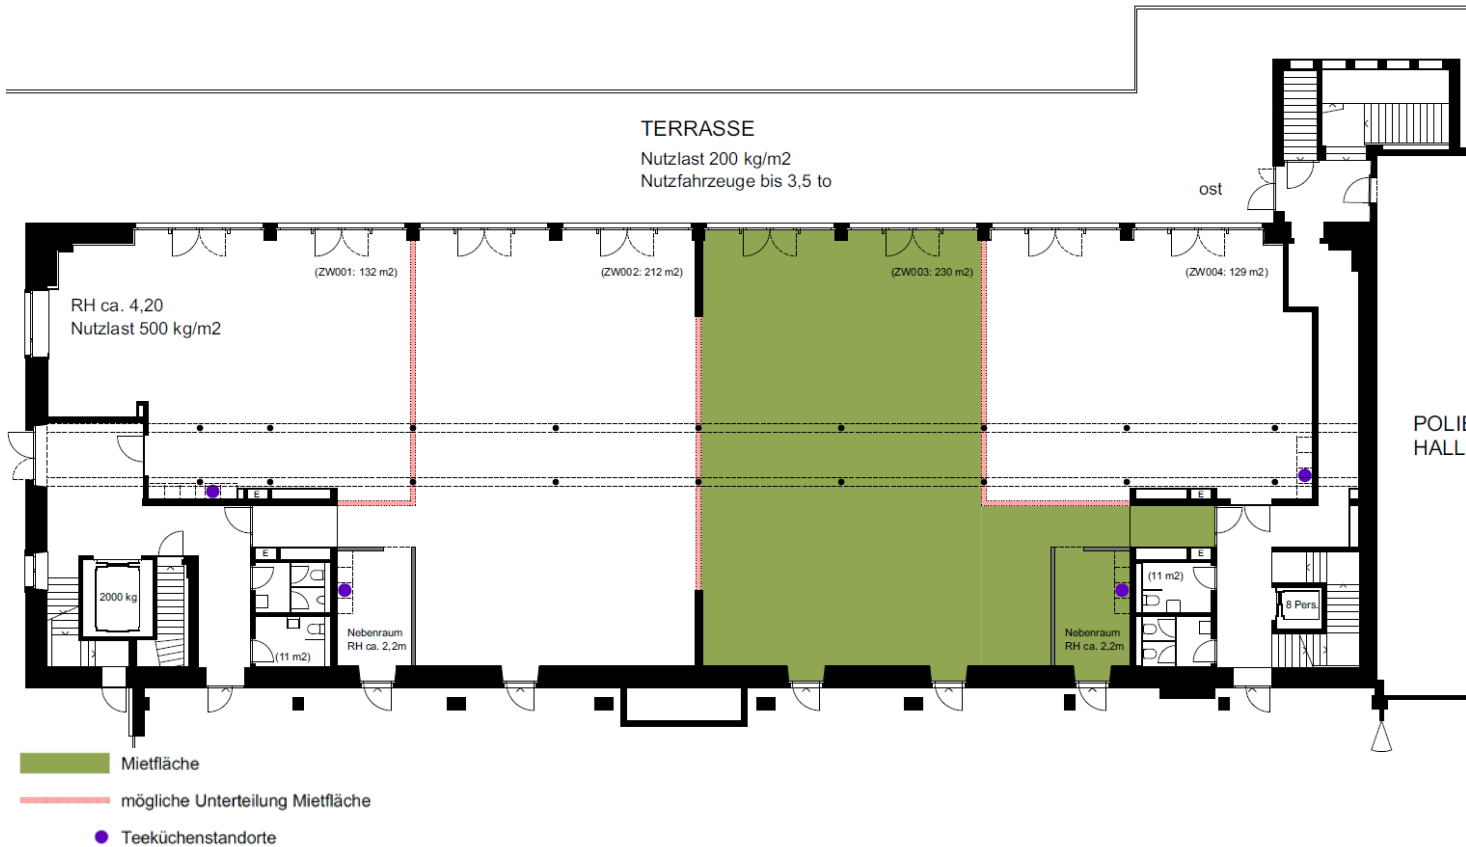 TERRASSE
Nutzlast 200 kg/m2
Nutzfahrzeuge bis 3,5 to
ost
(ZW001: 132 m2)
(ZW002: 212 m2)
(ZW003: 230 m2)
(ZW004: 129 m2)
RH ca. 4,20
Nutzlast 500 kg/m2
POLIE
HALL
E
E
E
E
2000 kg
(11 m2)
8 Pers.
Nebenraum
RH ca. 2,2m
Nebenraum
RH ca. 2,2m
(11 m2)
Mietfläche
mögliche Unterteilung Mietfläche
Teeküchenstandorte